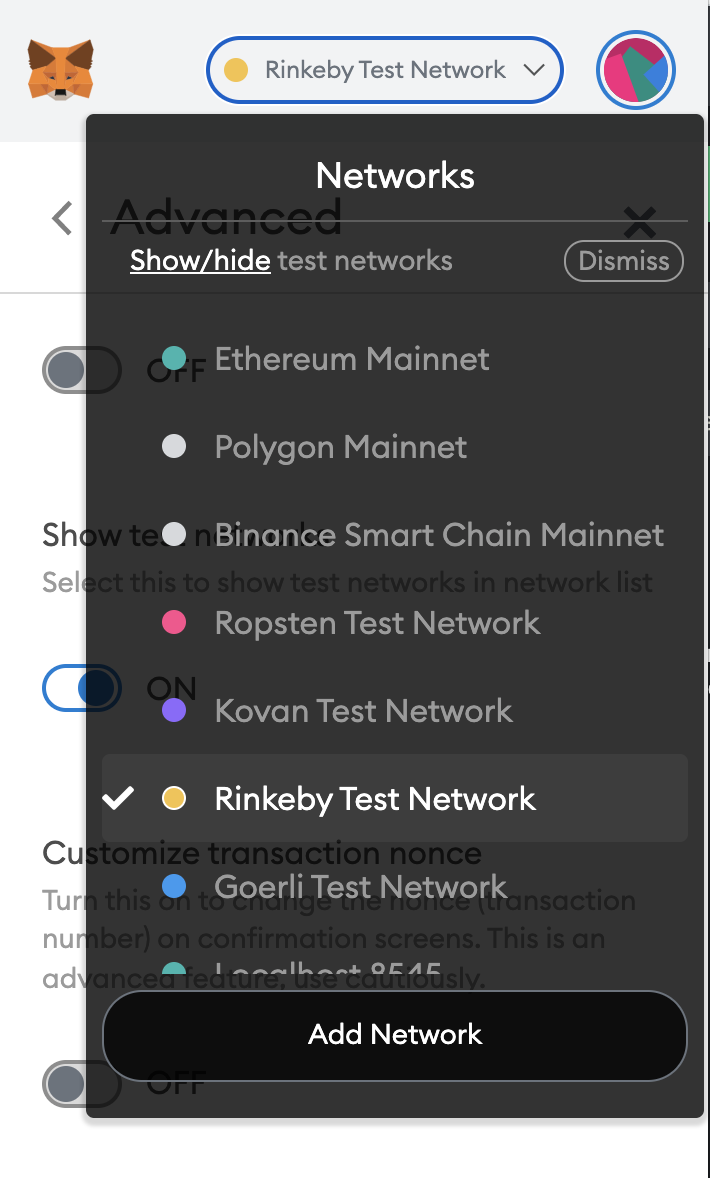 Rinkeby Test Network
Networks
Advanced
Show/hide test networks
Dismiss
Ethereum Mainnet
OFF
Polygon Mainnet
Binance Smart Chain Mainnet
Show test networks
Select this to show test networks in network list
Ropsten Test Network
ON
Kovan Test Network
Rinkeby Test Network
Customize transaction nonce
Goerli Test Network
Turn this on to change the nonce (transaction
number) on confirmation screens. This is an
advanced feature, use cautiously.
Localhost 8545
Add Network
OFF